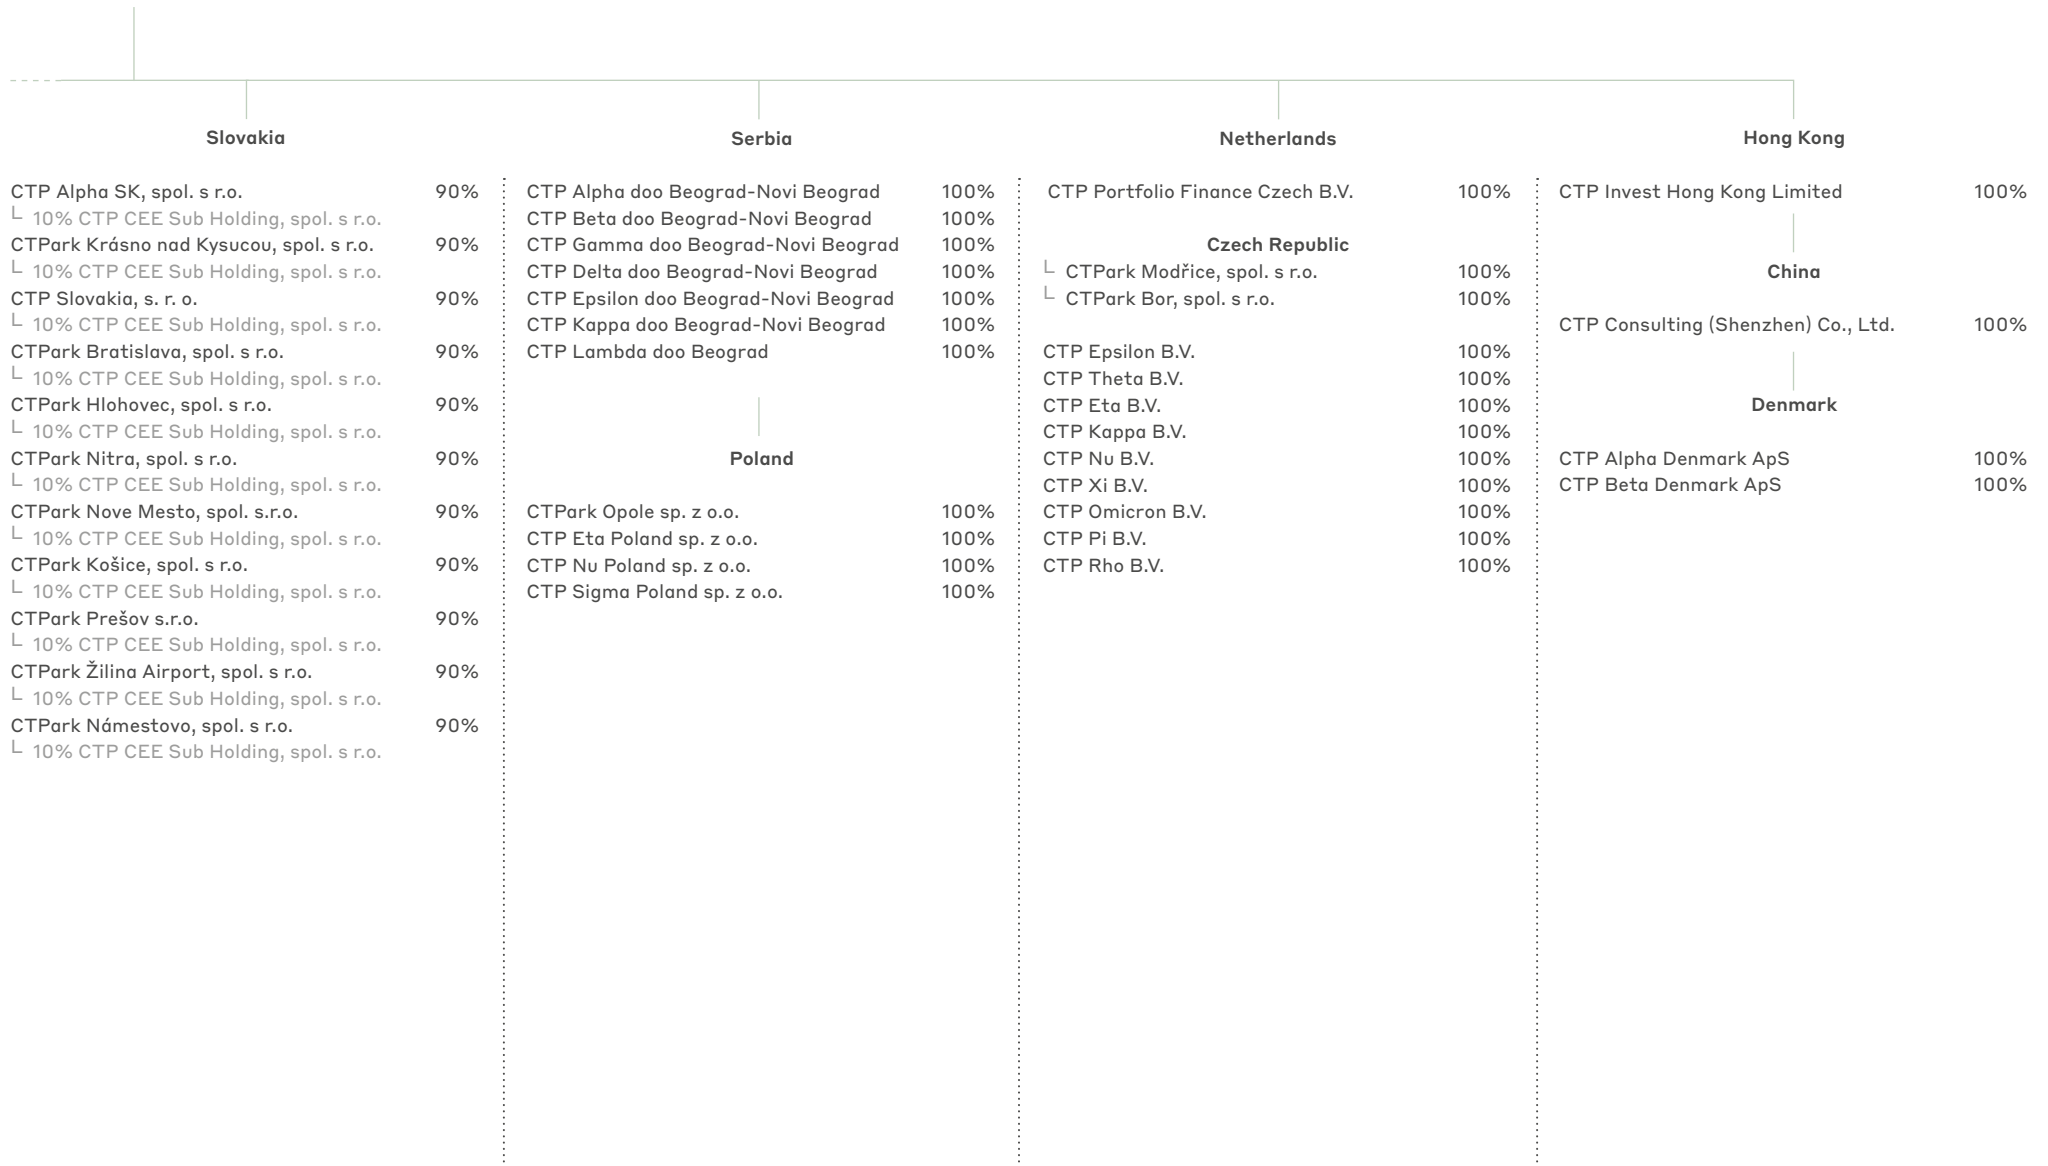 Slovakia
CTP Alpha SK, spol. s r.o. 90%
10% CTP CEE Sub Holding, spol. s r.o.
CTPark Krásno nad Kysucou, spol. s r.o. 90%
10% CTP CEE Sub Holding, spol. s r.o.
CTP Slovakia, s. r. o. 90%
10% CTP CEE Sub Holding, spol. s r.o.
CTPark Bratislava, spol. s r.o. 90%
10% CTP CEE Sub Holding, spol. s r.o.
CTPark Hlohovec, spol. s r.o. 90%
10% CTP CEE Sub Holding, spol. s r.o.
CTPark Nitra, spol. s r.o. 90%
10% CTP CEE Sub Holding, spol. s r.o.
CTPark Nove Mesto, spol. s.r.o. 90%
10% CTP CEE Sub Holding, spol. s r.o.
CTPark Košice, spol. s r.o. 90%
10% CTP CEE Sub Holding, spol. s r.o.
CTPark Prešov s.r.o. 90%
10% CTP CEE Sub Holding, spol. s r.o.
CTPark Žilina Airport, spol. s r.o. 90%
10% CTP CEE Sub Holding, spol. s r.o.
CTPark Námestovo, spol. s r.o. 90%
10% CTP CEE Sub Holding, spol. s r.o.
Serbia
CTP Alpha doo Beograd-Novi Beograd 100%
CTP Beta doo Beograd-Novi Beograd 100%
CTP Gamma doo Beograd-Novi Beograd 100%
CTP Delta doo Beograd-Novi Beograd 100%
CTP Epsilon doo Beograd-Novi Beograd 100%
CTP Kappa doo Beograd-Novi Beograd 100%
CTP Lambda doo Beograd 100%
Poland
CTPark Opole sp. z o.o. 100%
CTP Eta Poland sp. z o.o. 100%
CTP Nu Poland sp. z o.o. 100%
CTP Sigma Poland sp. z o.o. 100%
Netherlands
CTP Portfolio Finance Czech B.V. 100%
Czech Republic
CTPark Modřice, spol. s r.o. 100%
CTPark Bor, spol. s r.o. 100%
CTP Epsilon B.V. 100%
CTP Theta B.V. 100%
CTP Eta B.V. 100%
CTP Kappa B.V. 100%
CTP Nu B.V. 100%
CTP Xi B.V. 100%
CTP Omicron B.V. 100%
CTP Pi B.V. 100%
CTP Rho B.V. 100%
Hong Kong
CTP Invest Hong Kong Limited 100%
China
CTP Consulting (Shenzhen) Co., Ltd. 100%
Denmark
CTP Alpha Denmark ApS 100%
CTP Beta Denmark ApS 100%